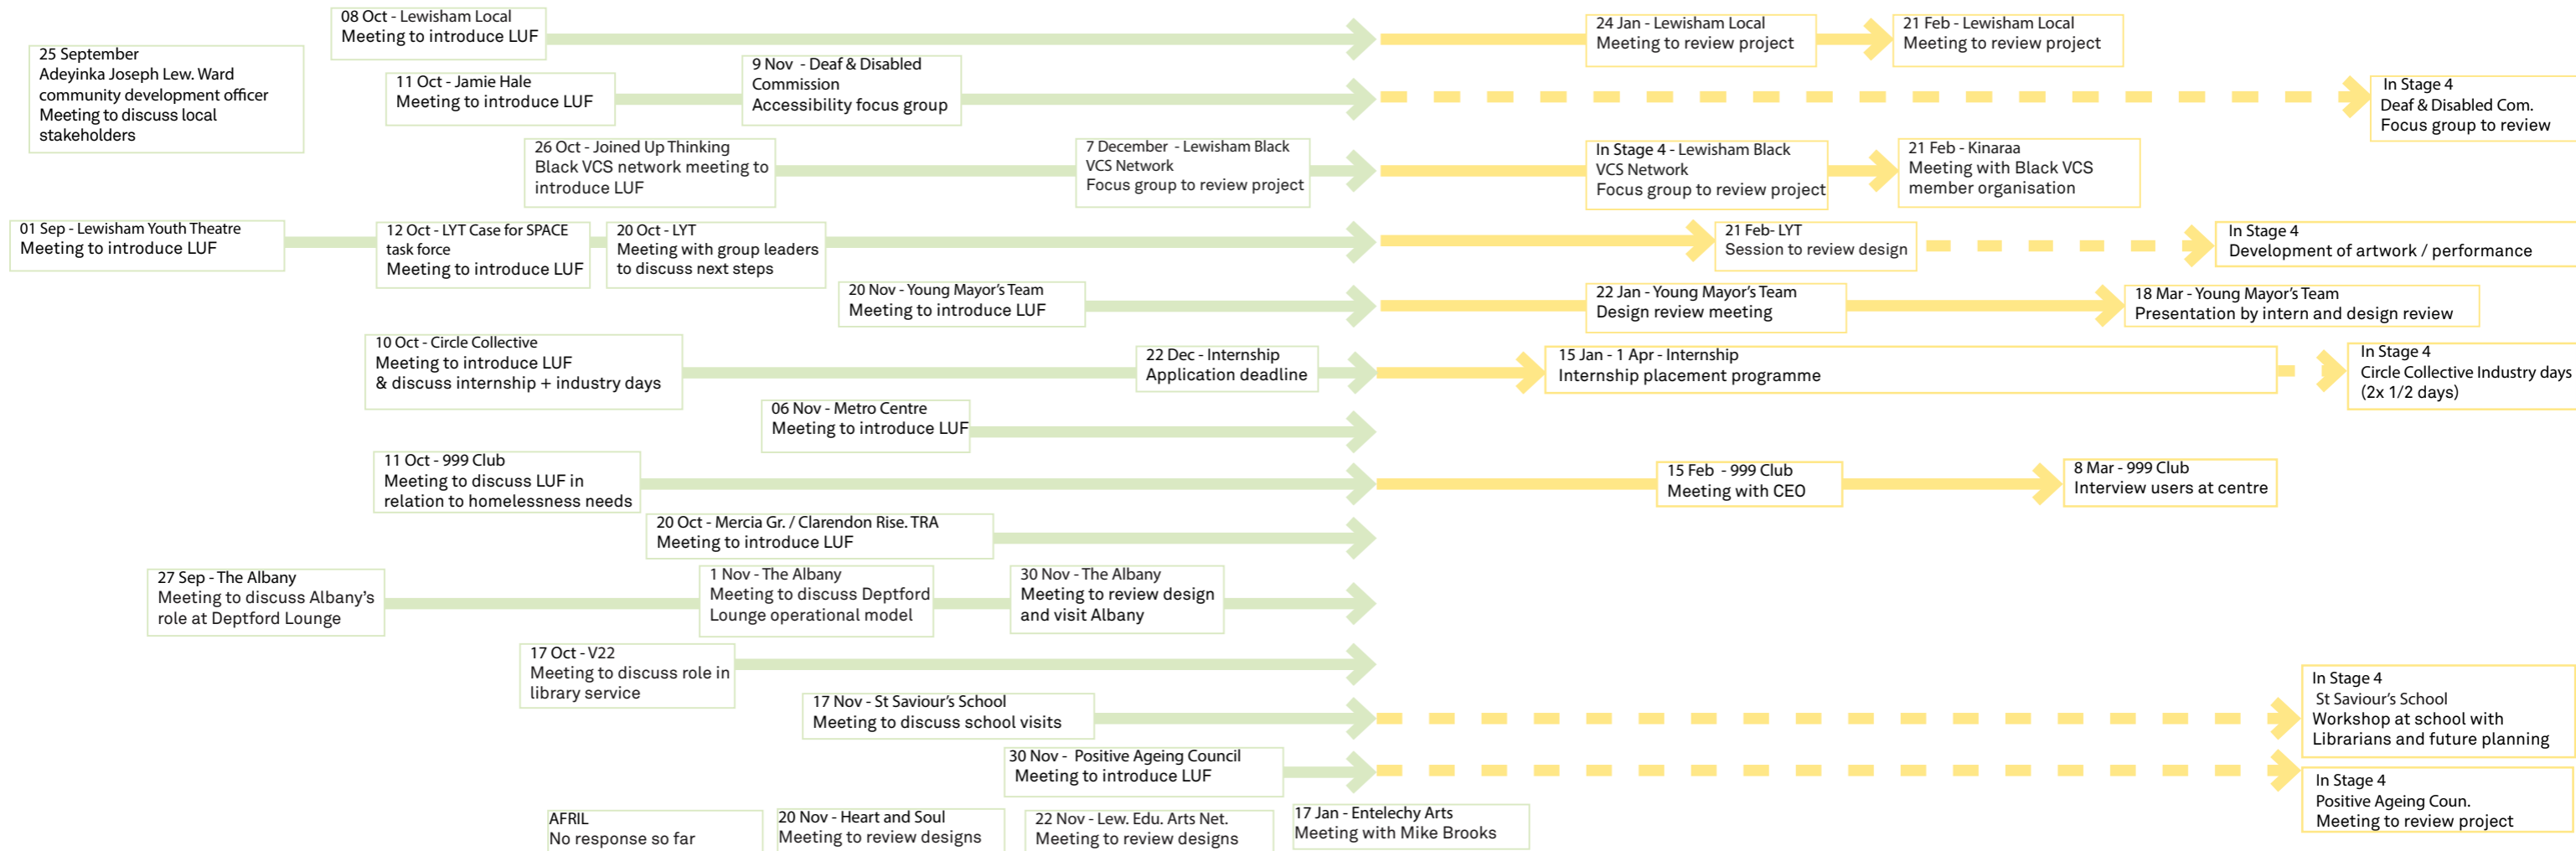 08 Oct - Lewisham Local
Meeting to introduce LUF
24 Jan - Lewisham Local
Meeting to review project
21 Feb - Lewisham Local
Meeting to review project
25 September
Adeyinka Joseph Lew. Ward
community development officer
Meeting to discuss local
stakeholders
11 Oct - Jamie Hale
Meeting to introduce LUF
9 Nov - Deaf & Disabled
Commission
Accessibility focus group
In Stage 4
Deaf & Disabled Com.
Focus group to review
26 Oct - Joined Up Thinking
Black VCS network meeting to
introduce LUF
7 December - Lewisham Black
VCS Network
Focus group to review project
In Stage 4 - Lewisham Black
VCS Network
Focus group to review project
21 Feb - Kinaraa
Meeting with Black VCS
member organisation
01 Sep - Lewisham Youth Theatre
Meeting to introduce LUF
12 Oct - LYT Case for SPACE
task force
Meeting to introduce LUF
20 Oct - LYT
Meeting with group leaders
to discuss next steps
21 Feb- LYT
Session to review design
In Stage 4
Development of artwork / performance
20 Nov - Young Mayor's Team
Meeting to introduce LUF
22 Jan - Young Mayor's Team
Design review meeting
18 Mar - Young Mayor's Team
Presentation by intern and design review
10 Oct - Circle Collective
Meeting to introduce LUF
& discuss internship + industry days
22 Dec - Internship
Application deadline
15 Jan - 1 Apr - Internship
Internship placement programme
In Stage 4
Circle Collective Industry days
(2x 1/2 days)
06 Nov - Metro Centre
Meeting to introduce LUF
11 Oct - 999 Club
Meeting to discuss LUF in
relation to homelessness needs
15 Feb - 999 Club
Meeting with CEO
8 Mar - 999 Club
Interview users at centre
20 Oct - Mercia Gr. / Clarendon Rise. TRA
Meeting to introduce LUF
27 Sep - The Albany
Meeting to discuss Albany's
role at Deptford Lounge
1 Nov - The Albany
Meeting to discuss Deptford
Lounge operational model
30 Nov - The Albany
Meeting to review design
and visit Albany
17 Oct - V22
Meeting to discuss role in
library service
17 Nov - St Saviour's School
Meeting to discuss school visits
In Stage 4
St Saviour's School
Workshop at school with
Librarians and future planning
30 Nov - Positive Ageing Council
Meeting to introduce LUF
In Stage 4
Positive Ageing Coun.
Meeting to review project
AFRIL
No response so far
20 Nov - Heart and Soul
Meeting to review designs
22 Nov - Lew. Edu. Arts Net.
Meeting to review designs
17 Jan - Entelechy Arts
Meeting with Mike Brooks